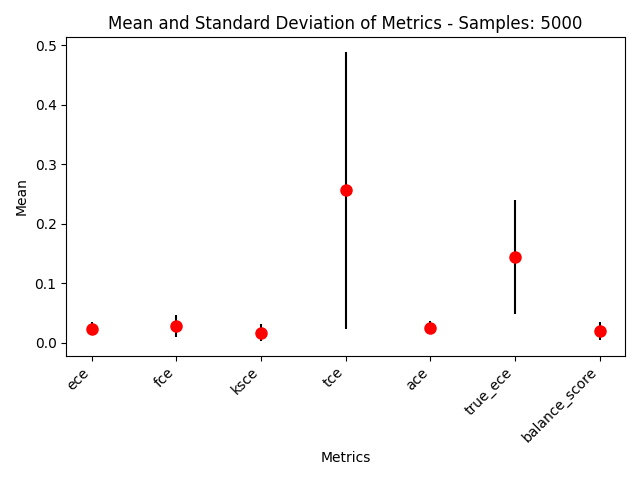 Mean and Standard Deviation of Metrics - Samples: 5000
0.5
0.4
0.3
0.2
0.1
0.0
Mean
ece
fce
ksce
tce
ace
true_ece
balance_score
Metrics